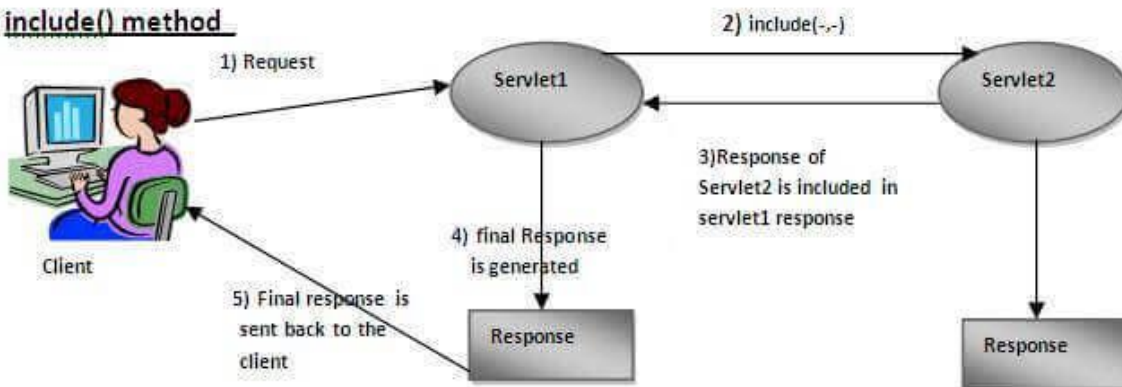 include() method
1) Request
2) include(-,-)
Servlet1
Servlet2
3)Response of
Servlet2 is included in
servlet1 response
Client
4) final Response
is generated
5) Final response is
sent back to the
client
Response
Response